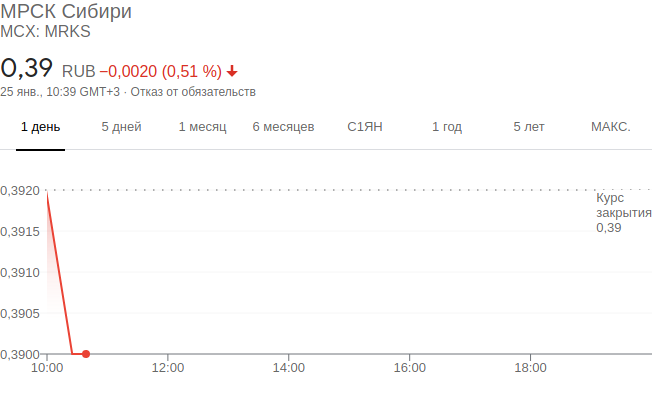 МРСК Сибири
MCX: MRKS
0,39 RUB −0,0020 (0,51 %)
25 янв., 10:39 GMT+3 · Отказ от обязательств
1 день 5 дней 1 месяц 6 месяцев С1ЯН 1 год 5 лет МАКС.
0,3920
Курс
закрытия
0,39
0,3915
0,3910
0,3905
0,3900
10:00 12:00 14:00 16:00 18:00